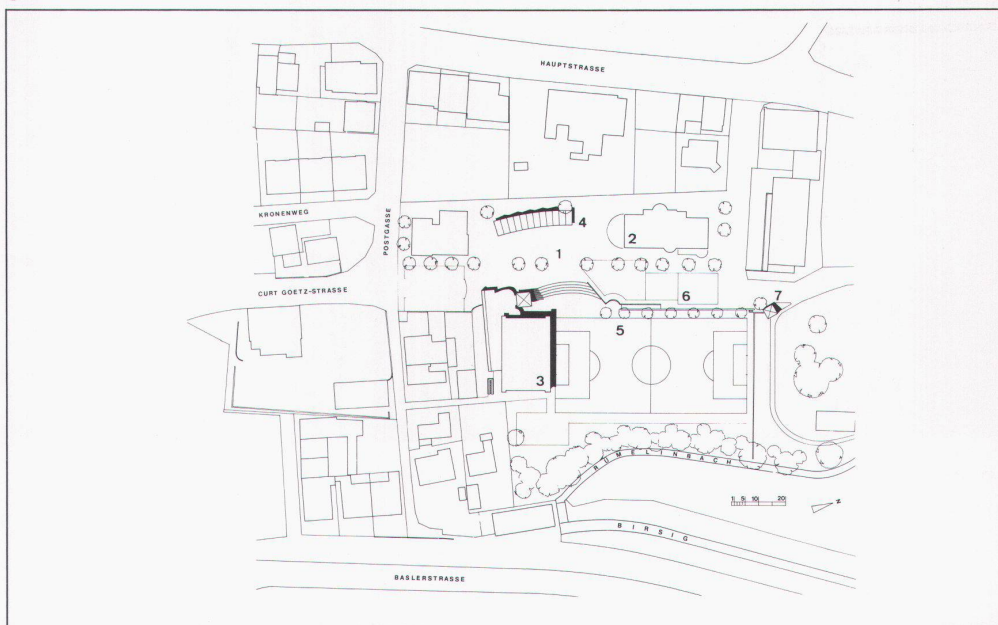 HAUPTSTRASSE
KRONENWEG
POSTGASSE
4
2
1
CURT GOETZ-STRASSE
6
7
5
3
RÜMELINBACH
1 5 10 20
N
BIRSIG
BASLERSTRASSE